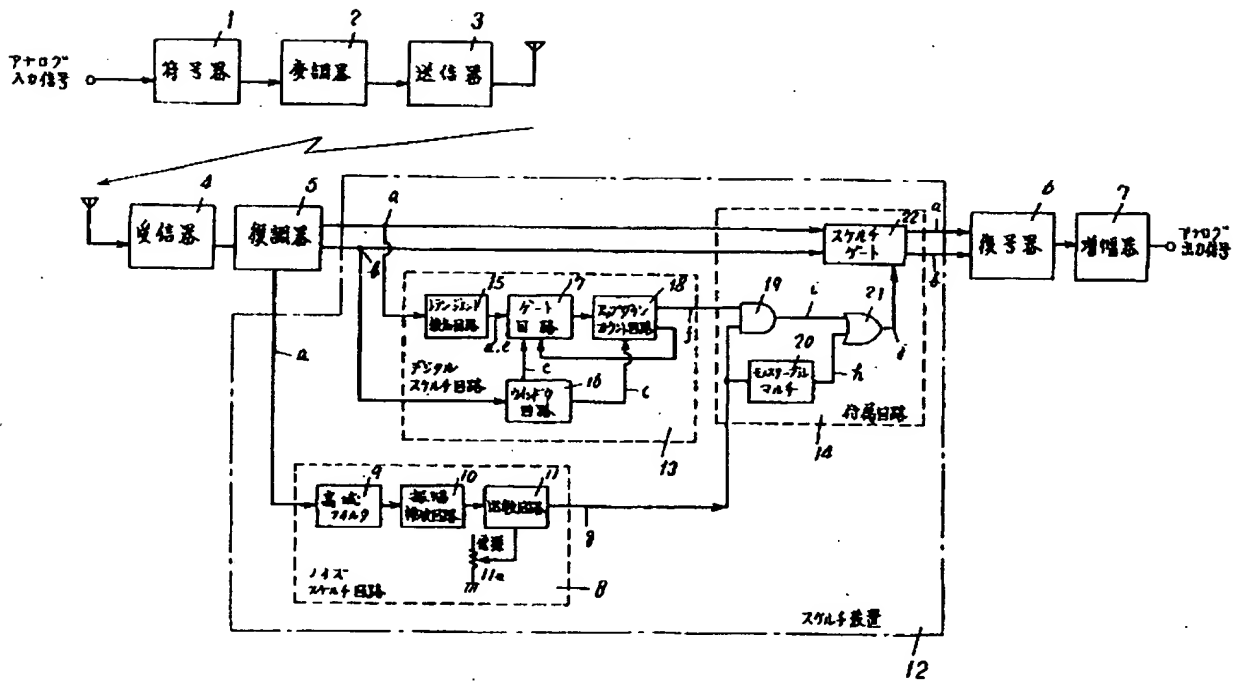 1
2
3
アナログ
入力信号
符号器
変調器
送信器
4
5
6
7
受信器
復調器
a
b
22
スケルチ
ゲート
a
b
復号器
増幅器
アナログ
出力信号
15
17
18
19
21
トランジェント
検出回路
ゲート
回路
アップダウン
カウント回路
d,e
f
i
j
c
c
16
ウインドウ
回路
デジタル
スケルチ回路
20
モノステーブル
マルチ
h
付属回路
13
14
a
9
10
11
高域
フィルタ
振幅
検波回路
比較回路
g
電源
11a
ノイズ
スケルチ回路
8
スケルチ装置
12